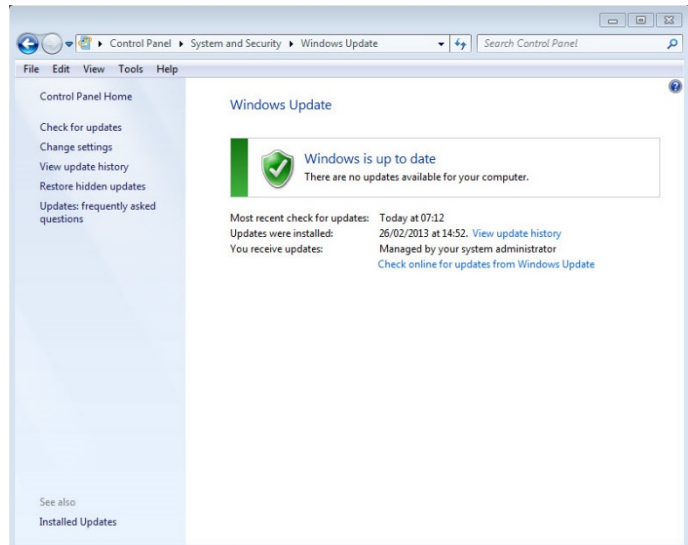 Control Panel ▸ System and Security ▸ Windows Update
Search Control Panel
File Edit View Tools Help
Control Panel Home
Check for updates
Change settings
View update history
Restore hidden updates
Updates: frequently asked
questions
See also
Installed Updates
Windows Update
Windows is up to date
There are no updates available for your computer.
Most recent check for updates: Today at 07:12
Updates were installed: 26/02/2013 at 14:52. View update history
You receive updates: Managed by your system administrator
Check online for updates from Windows Update